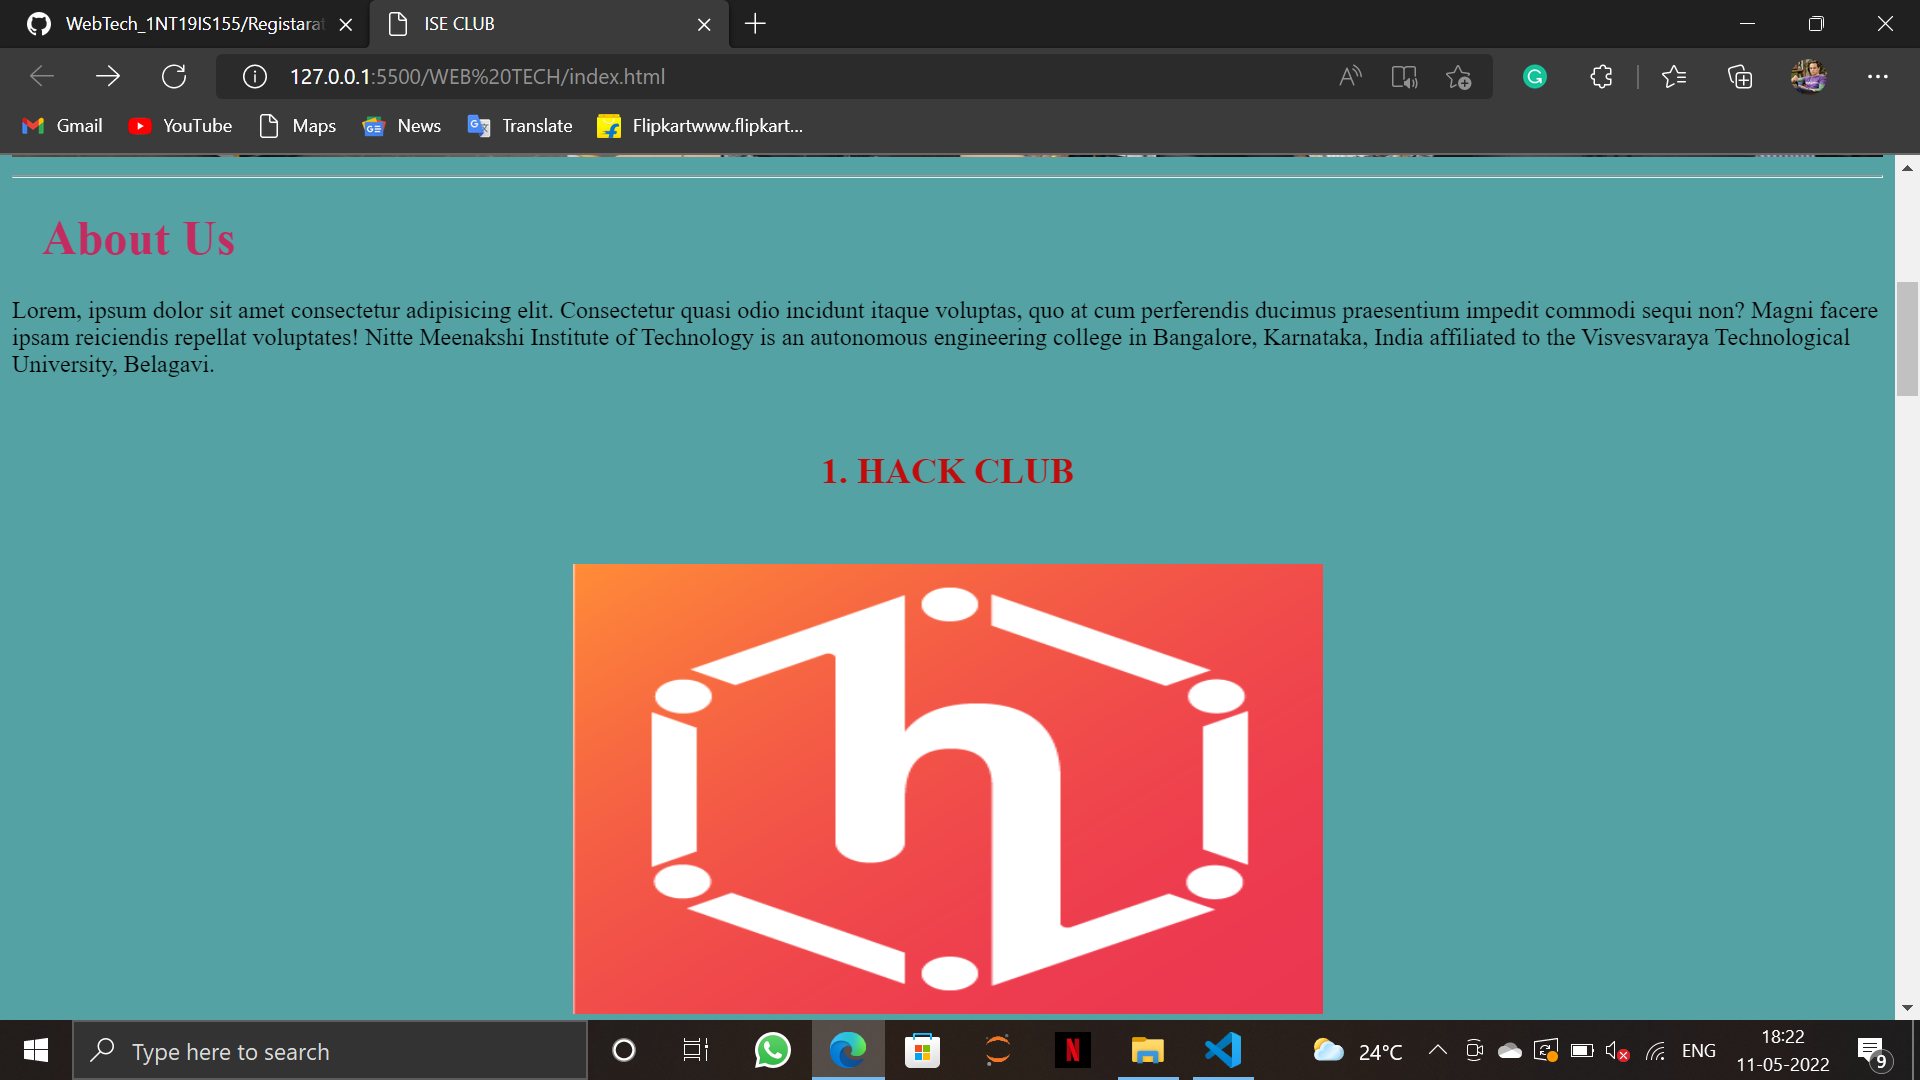 WebTech_1NT19IS155/Registarat
ISE CLUB
127.0.0.1:5500/WEB%20TECH/index.html
Gmail
YouTube
Maps
News
Translate
Flipkartwww.flipkart...
About Us
Lorem, ipsum dolor sit amet consectetur adipisicing elit. Consectetur quasi odio incidunt itaque voluptas, quo at cum perferendis ducimus praesentium impedit commodi sequi non? Magni facere
ipsam reiciendis repellat voluptates! Nitte Meenakshi Institute of Technology is an autonomous engineering college in Bangalore, Karnataka, India affiliated to the Visvesvaraya Technological
University, Belagavi.
1. HACK CLUB
Type here to search
24°C
ENG
18:22
11-05-2022
9